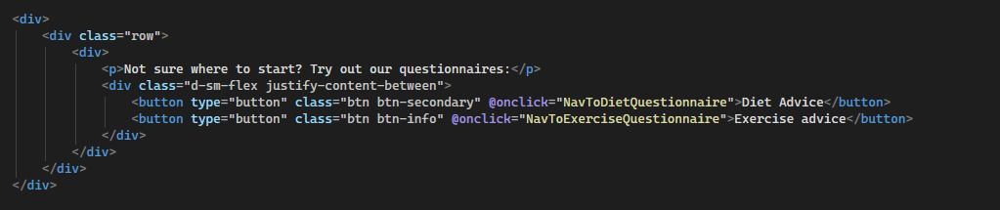 <div>
<div class="row">
<div>
<p>Not sure where to start? Try out our questionnaires:</p>
<div class="d-sm-flex justify-content-between">
<button type="button" class="btn btn-secondary" @onclick="NavToDietQuestionnaire">Diet Advice</button>
<button type="button" class="btn btn-info" @onclick="NavToExerciseQuestionnaire">Exercise advice</button>
</div>
</div>
</div>
</div>